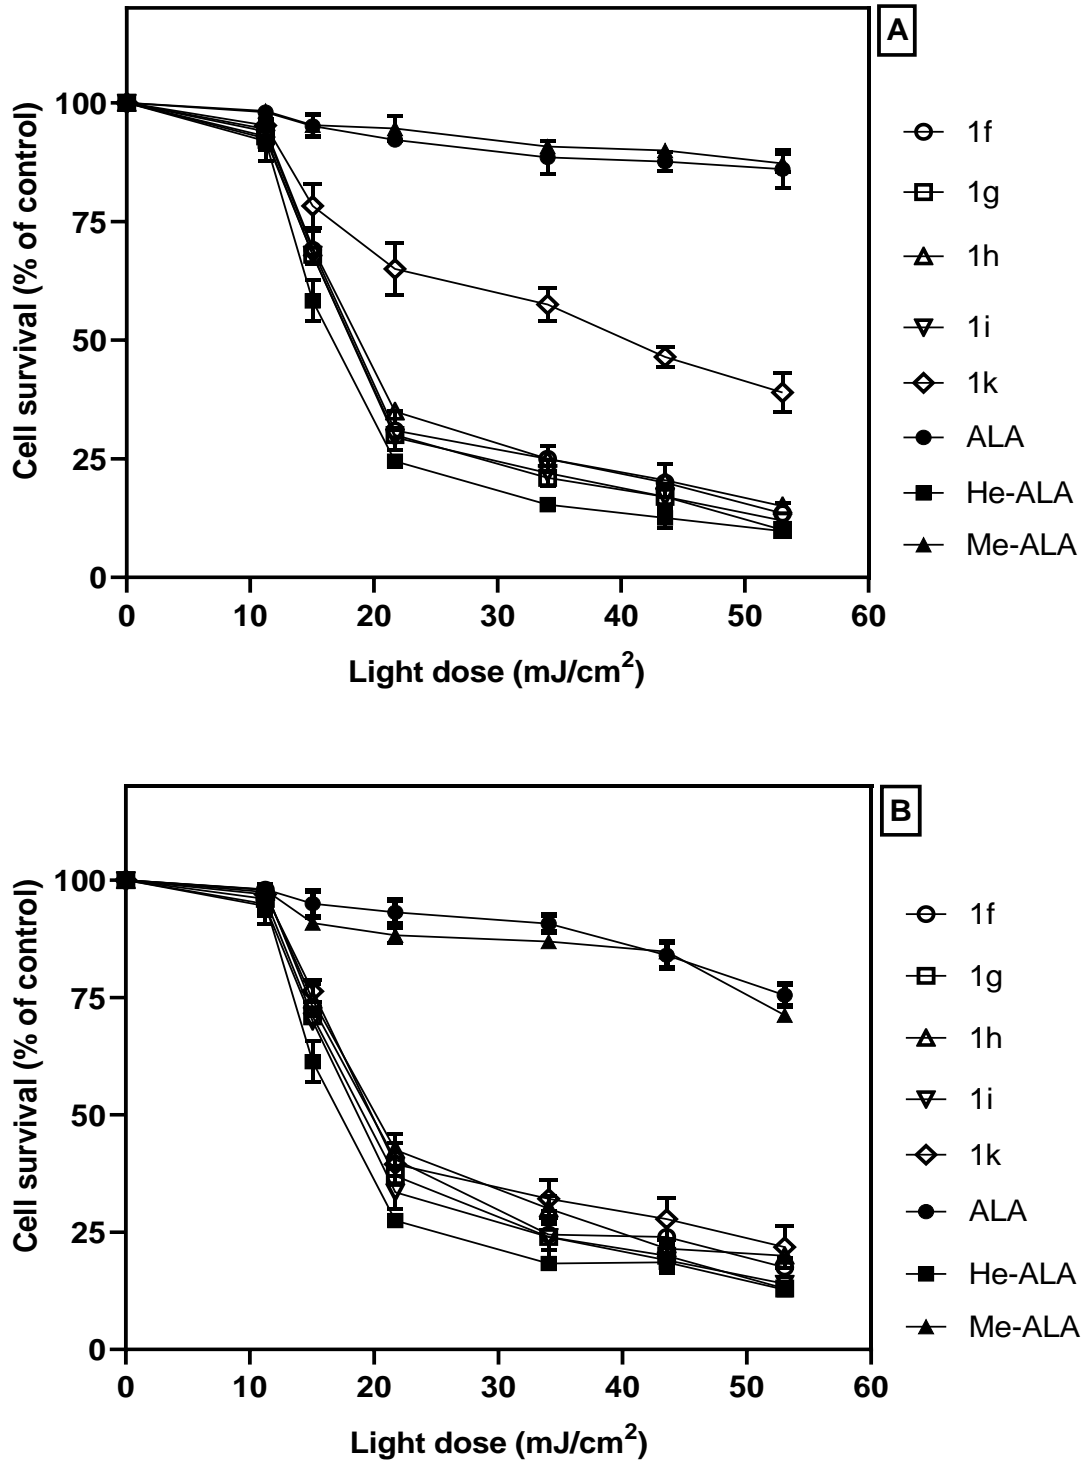 A
Cell survival (% of control)
100
75
50
25
0
0 10 20 30 40 50 60
Light dose (mJ/cm²)
1f
1g
1h
1i
1k
ALA
He-ALA
Me-ALA
B
Cell survival (% of control)
100
75
50
25
0
0 10 20 30 40 50 60
Light dose (mJ/cm²)
1f
1g
1h
1i
1k
ALA
He-ALA
Me-ALA